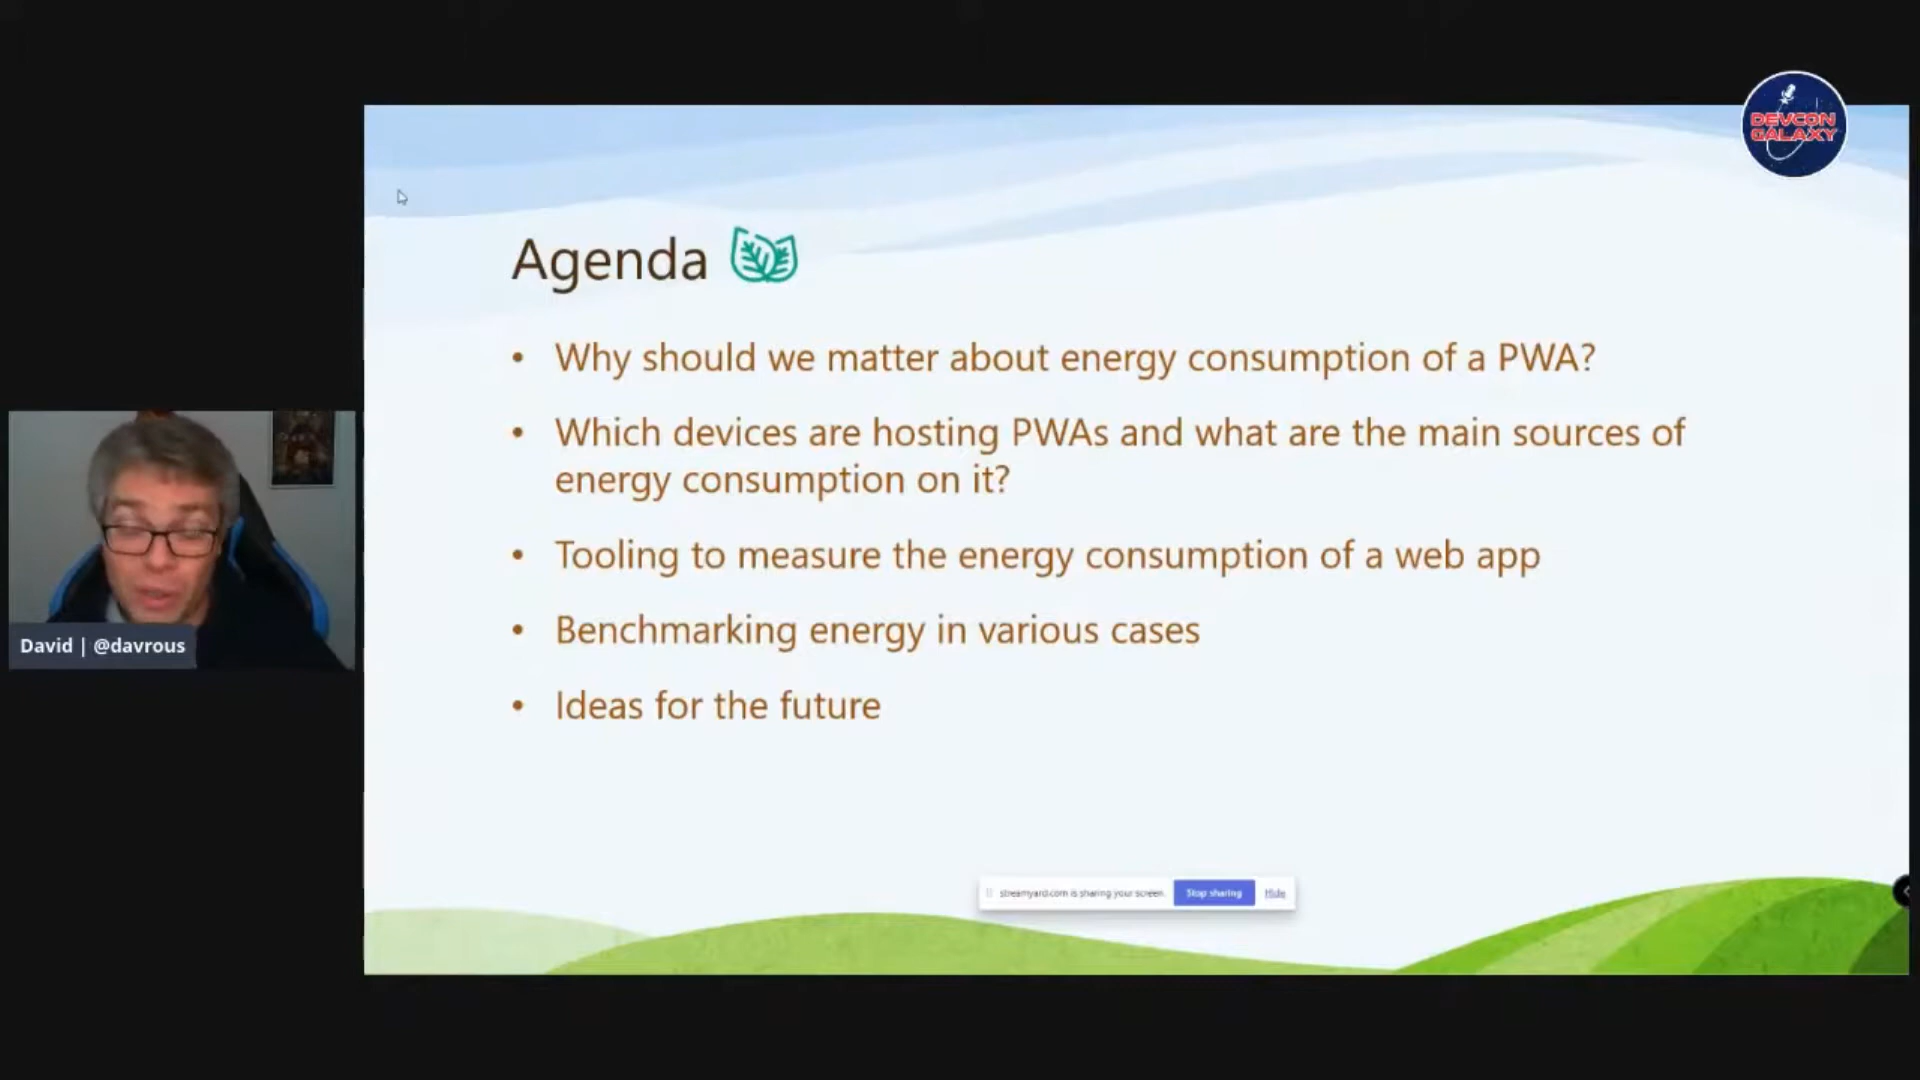 DEVCON
GALAXY
Agenda
• Why should we matter about energy consumption of a PWA?
• Which devices are hosting PWAs and what are the main sources of
energy consumption on it?
• Tooling to measure the energy consumption of a web app
• Benchmarking energy in various cases
• Ideas for the future
David | @davrous
streamyard.com is sharing your screen. Stop sharing Hide